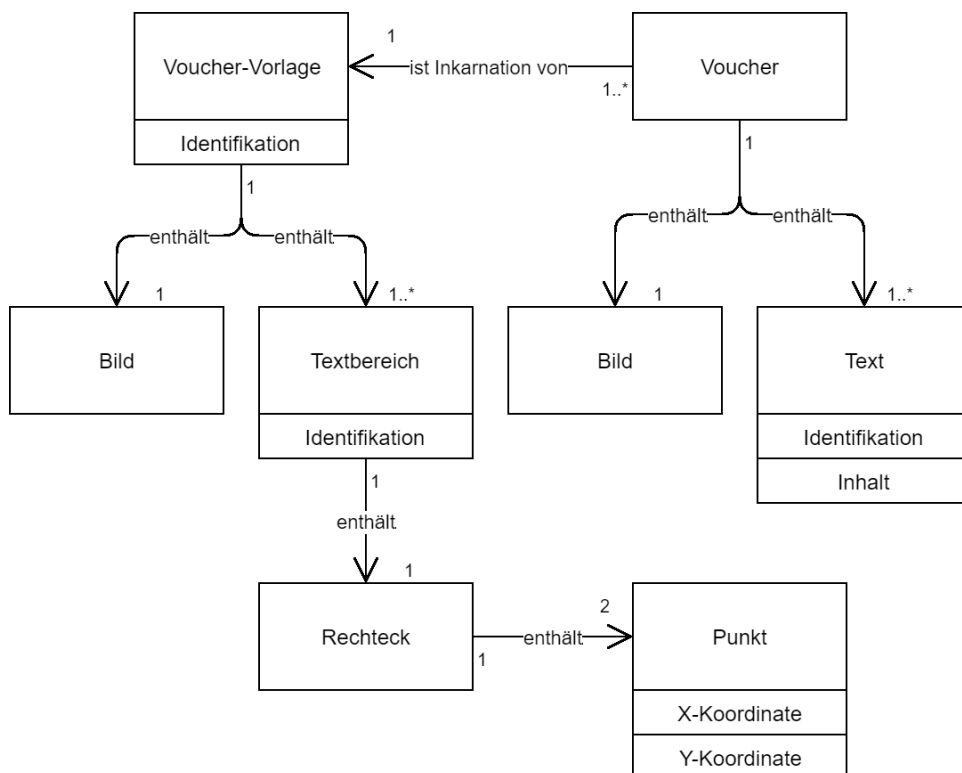 1
Voucher-Vorlage
ist Inkarnation von
Voucher
1..*
Identifikation
1
1
enthält
enthält
enthält
enthält
1
1..*
1
1..*
Bild
Textbereich
Bild
Text
Identifikation
Identifikation
1
Inhalt
enthält
1
2
Rechteck
enthält
Punkt
1
X-Koordinate
Y-Koordinate